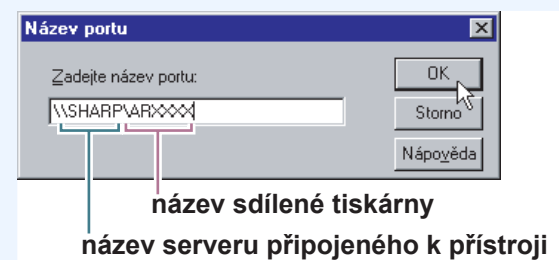 Název portu
Zadejte název portu:
\\SHARP\ARXXXX
OK
Storno
Nápověda
název sdílené tiskárny
název serveru připojeného k přístroji